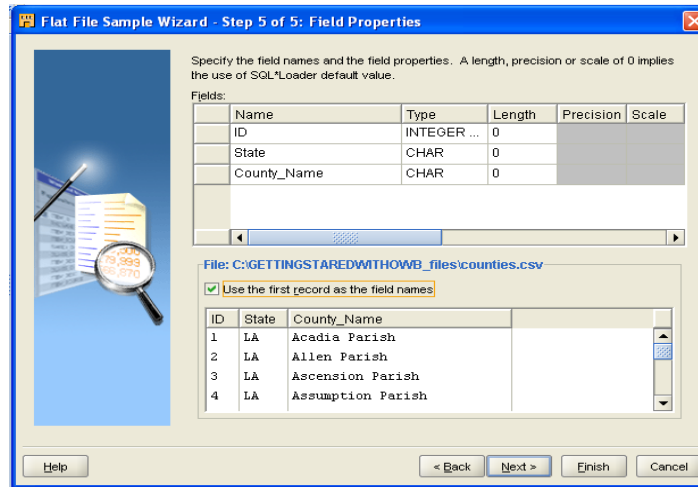 Flat File Sample Wizard - Step 5 of 5: Field Properties
Specify the field names and the field properties. A length, precision or scale of 0 implies
the use of SQL*Loader default value.
Fields:
Name Type Length Precision Scale
ID INTEGER ... 0
State CHAR 0
County_Name CHAR 0
File: C:\GETTINGSTAREDWITHOWB_files\counties.csv
Use the first record as the field names
ID State County_Name
1 LA Acadia Parish
2 LA Allen Parish
3 LA Ascension Parish
4 LA Assumption Parish
79,999
66,870
Help < Back Next > Finish Cancel